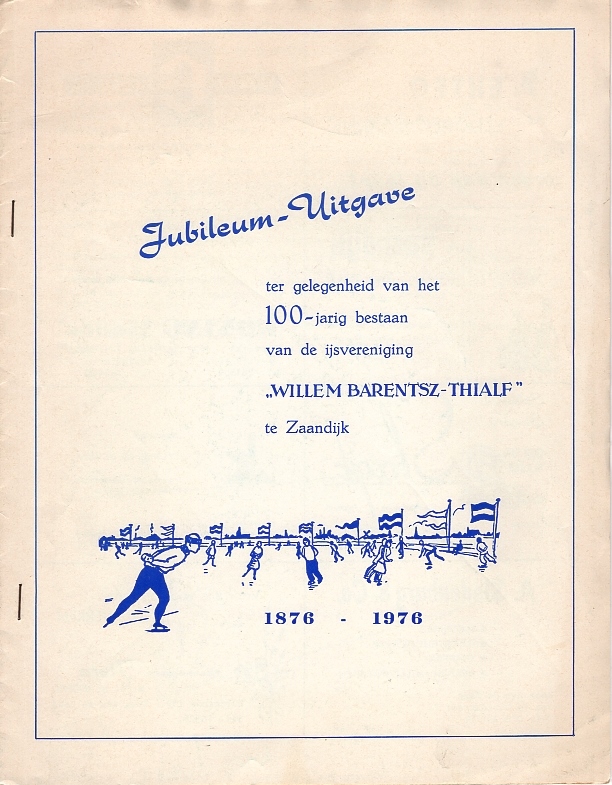 Jubileum-Uitgave
ter gelegenheid van het
100-jarig bestaan
van de ijsvereniging
„WILLEM BARENTSZ-THIALF”
te Zaandijk
1876 - 1976